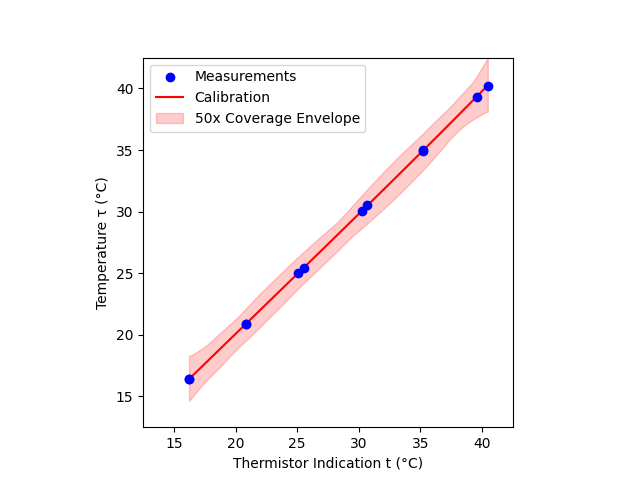 Measurements
Calibration
50x Coverage Envelope
40
35
30
25
20
15
Temperature τ (°C)
15
20
25
30
35
40
Thermistor Indication t (°C)